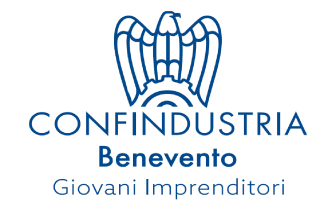 CONFINDUSTRIA
Benevento
Giovani Imprenditori